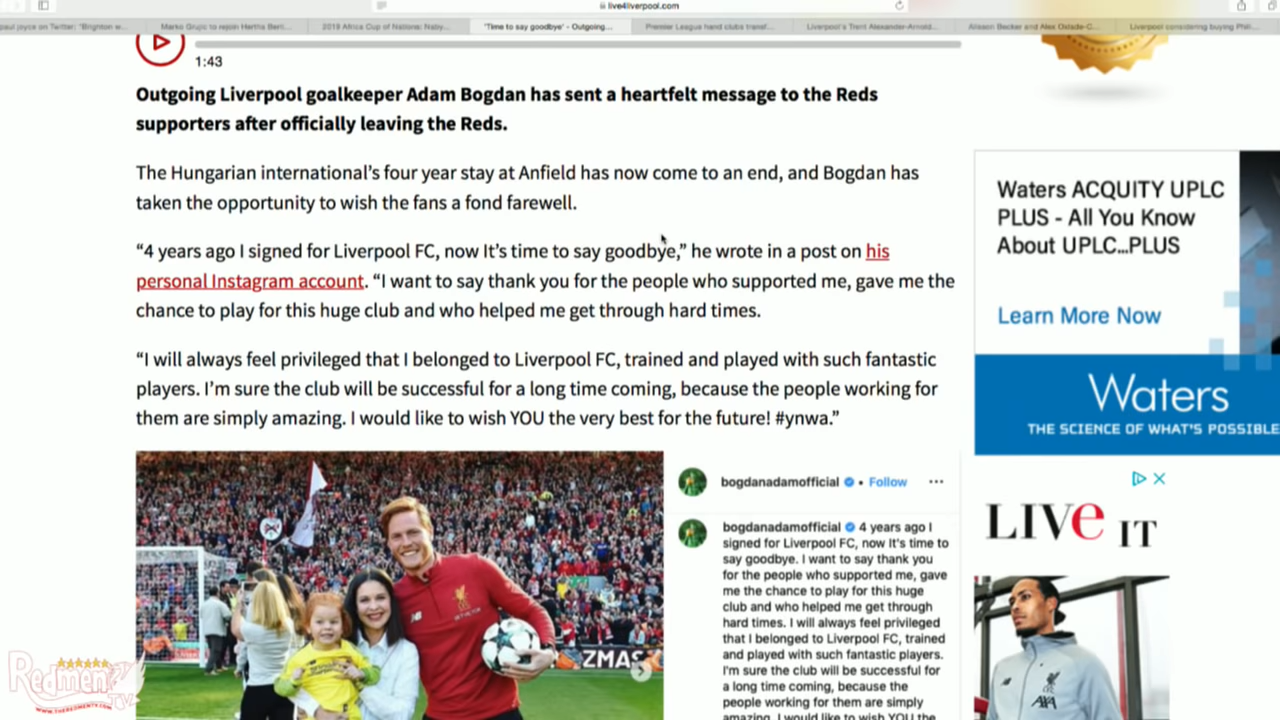 live4liverpool.com
paul joyce on Twitter: "Brighton w...
Marko Grujic to rejoin Hertha Berl...
2019 Africa Cup of Nations: Naby...
'Time to say goodbye' - Outgoing...
Premier League hand clubs transf...
Liverpool's Trent Alexander-Arnold...
Alisson Becker and Alex Oxlade-C...
Liverpool considering buying Phili...
1:43
Outgoing Liverpool goalkeeper Adam Bogdan has sent a heartfelt message to the Reds
supporters after officially leaving the Reds.
The Hungarian international's four year stay at Anfield has now come to an end, and Bogdan has
taken the opportunity to wish the fans a fond farewell.
“4 years ago I signed for Liverpool FC, now It's time to say goodbye,” he wrote in a post on his
personal Instagram account. “I want to say thank you for the people who supported me, gave me the
chance to play for this huge club and who helped me get through hard times.
“I will always feel privileged that I belonged to Liverpool FC, trained and played with such fantastic
players. I'm sure the club will be successful for a long time coming, because the people working for
them are simply amazing. I would like to wish YOU the very best for the future! #ynwa.”
bogdanadamofficial • Follow
bogdanadamofficial 4 years ago I
signed for Liverpool FC, now It's time to
say goodbye. I want to say thank you
for the people who supported me, gave
me the chance to play for this huge
club and who helped me get through
hard times. I will always feel privileged
that I belonged to Liverpool FC, trained
and played with such fantastic players.
I'm sure the club will be successful for
a long time coming, because the
people working for them are simply
amazing. I would like to wish YOU the
ZMAS
Waters ACQUITY UPLC
PLUS - All You Know
About UPLC...PLUS
Learn More Now
Waters
THE SCIENCE OF WHAT'S POSSIBLE
LIVe IT
AXA
Redmen
TV
WWW.THEREDMENTV.COM